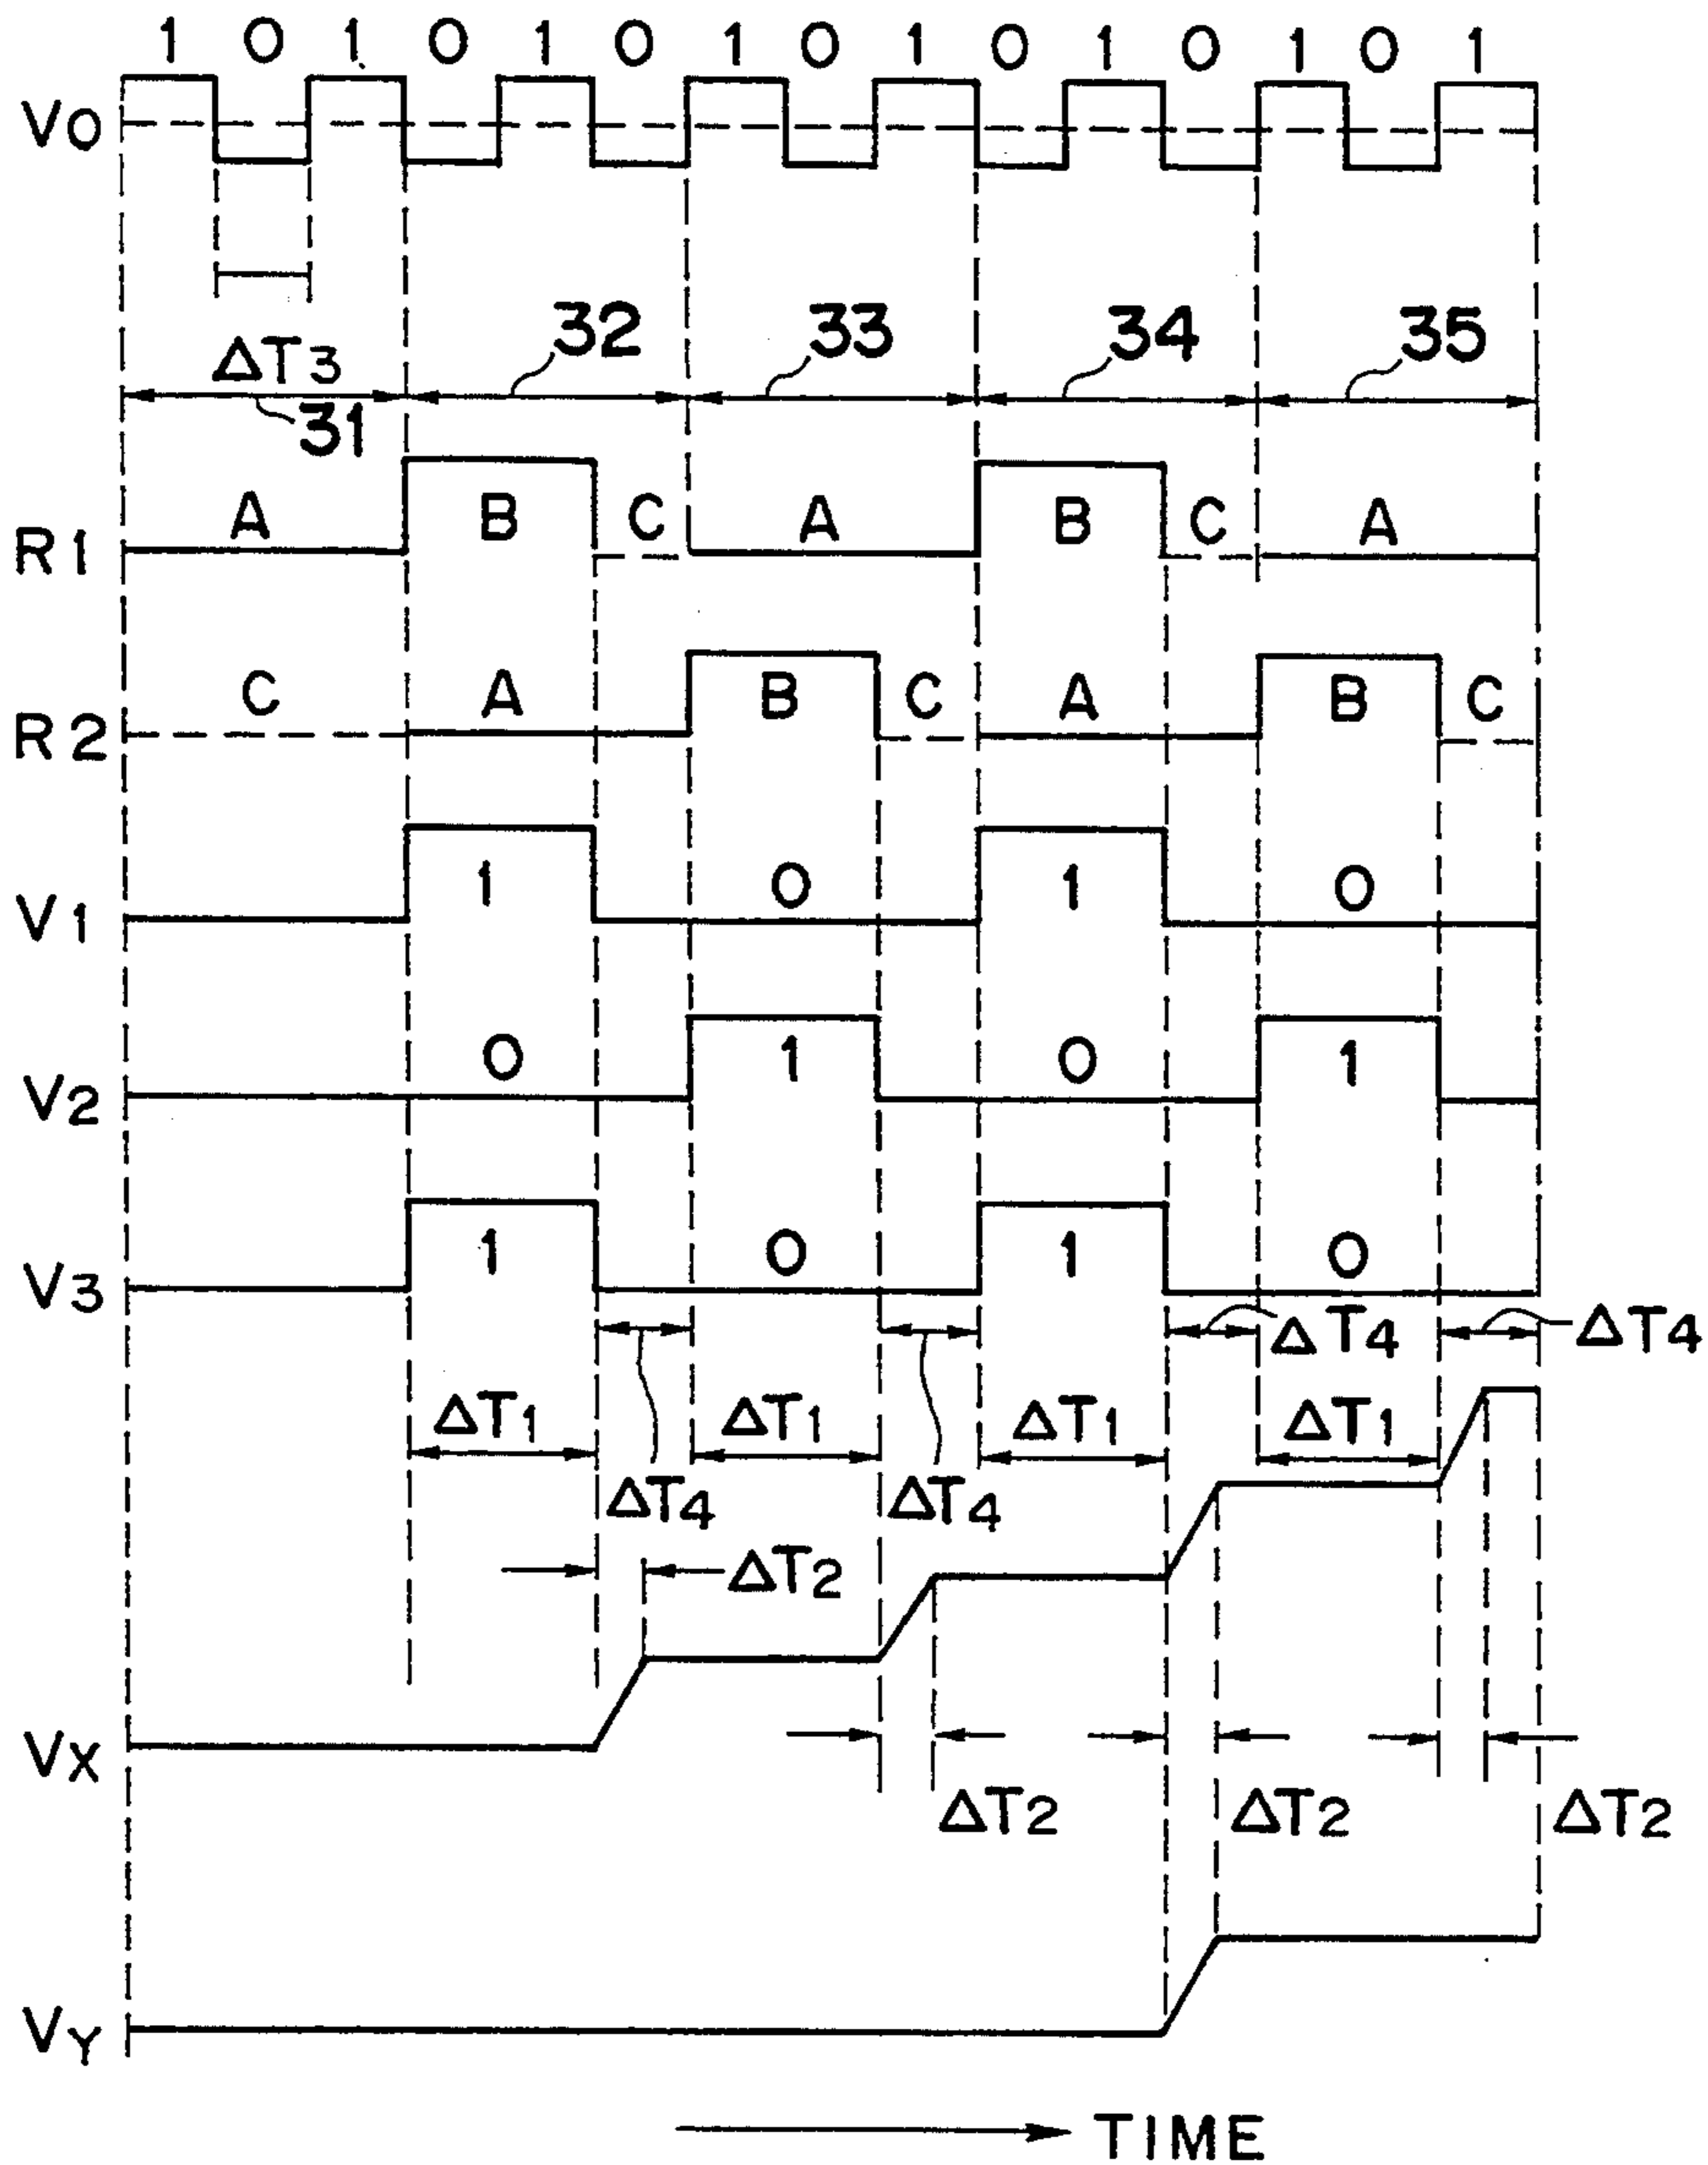 1 0 1 0 1 0 1 0 1 0 1 0 1 0 1
V0
32 33 34 35
ΔT3
31
A B C A B C A
R1
C A B C A B C
R2
1 0 1 0
V1
0 1 0 1
V2
1 0 1 0
V3
ΔT4 ΔT4
ΔT1 ΔT1 ΔT1 ΔT1
ΔT4 ΔT4
ΔT2
VX
ΔT2 ΔT2 ΔT2
VY
TIME